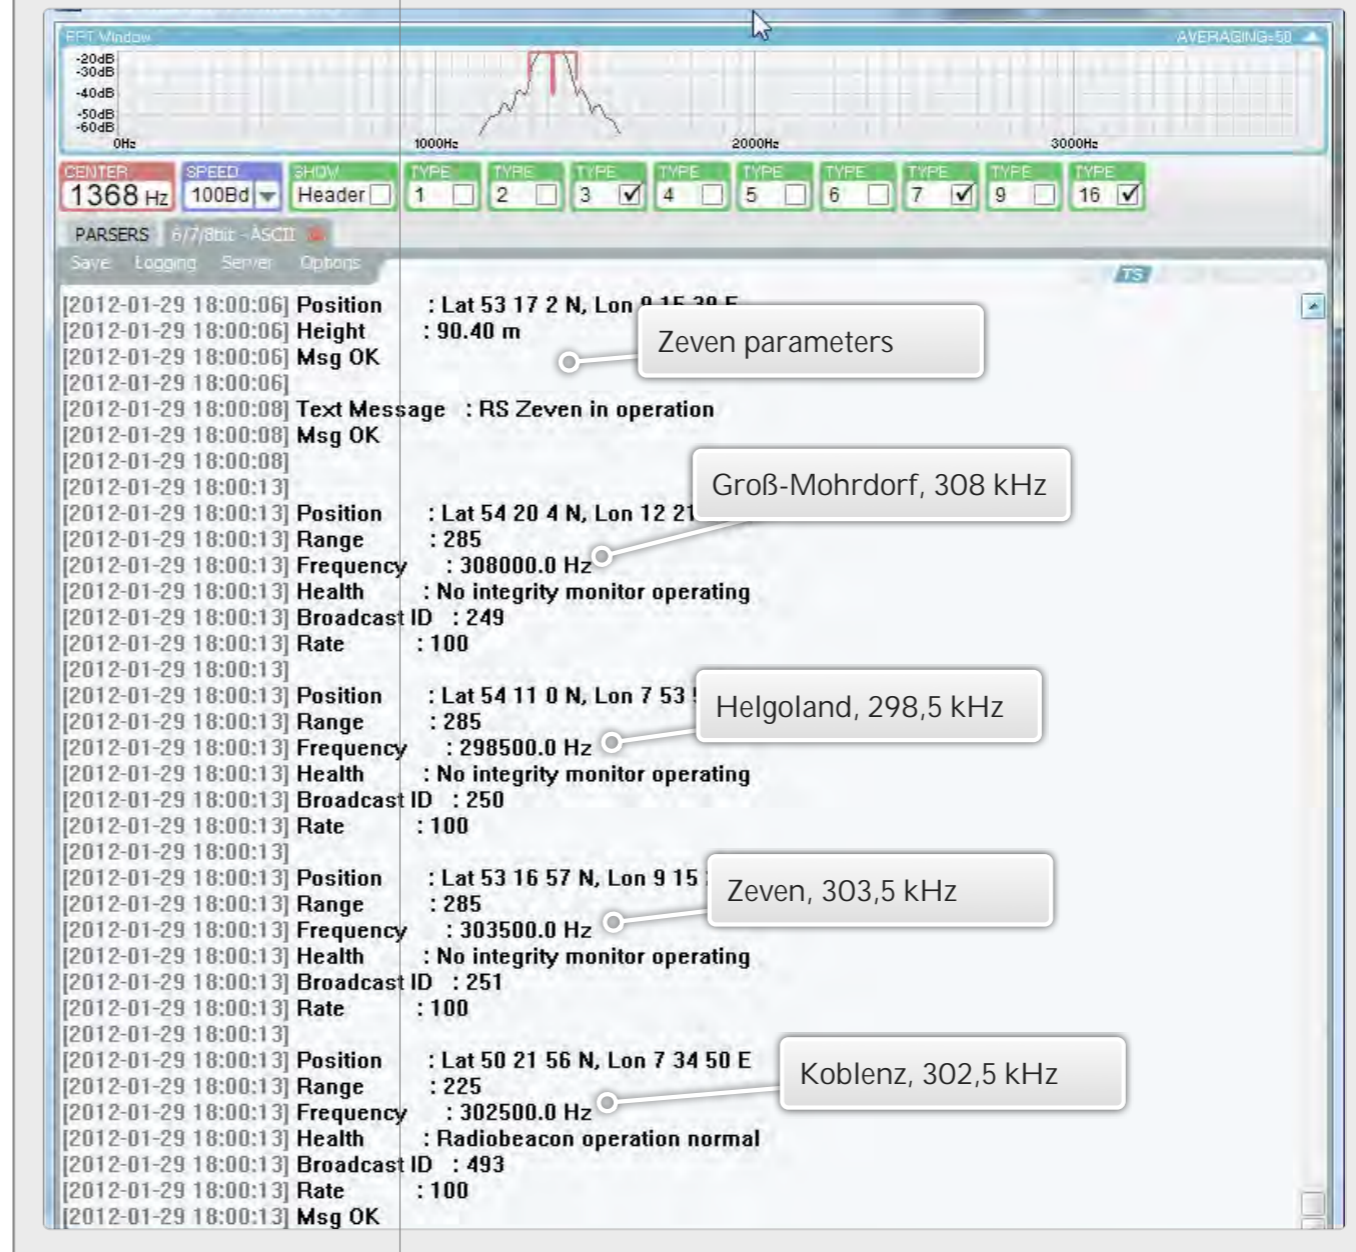 FFT Window AVERAGING=50
-20dB
-30dB
-40dB
-50dB
-60dB
0Hz 1000Hz 2000Hz 3000Hz
CENTER SPEED SHOW TYPE TYPE TYPE TYPE TYPE TYPE TYPE TYPE TYPE
1368 Hz 100Bd Header 1 2 3 4 5 6 7 9 16
PARSERS 6/7/8bit - ASCII
Save Logging Server Options
TS
[2012-01-29 18:00:06] Position : Lat 53 17 2 N, Lon 9 15 39 E
[2012-01-29 18:00:06] Height : 90.40 m
Zeven parameters
[2012-01-29 18:00:06] Msg OK
[2012-01-29 18:00:06]
[2012-01-29 18:00:08] Text Message : RS Zeven in operation
[2012-01-29 18:00:08] Msg OK
[2012-01-29 18:00:08]
[2012-01-29 18:00:13]
Groß-Mohrdorf, 308 kHz
[2012-01-29 18:00:13] Position : Lat 54 20 4 N, Lon 12 21
[2012-01-29 18:00:13] Range : 285
[2012-01-29 18:00:13] Frequency : 308000.0 Hz
[2012-01-29 18:00:13] Health : No integrity monitor operating
[2012-01-29 18:00:13] Broadcast ID : 249
[2012-01-29 18:00:13] Rate : 100
[2012-01-29 18:00:13]
[2012-01-29 18:00:13] Position : Lat 54 11 0 N, Lon 7 53
Helgoland, 298,5 kHz
[2012-01-29 18:00:13] Range : 285
[2012-01-29 18:00:13] Frequency : 298500.0 Hz
[2012-01-29 18:00:13] Health : No integrity monitor operating
[2012-01-29 18:00:13] Broadcast ID : 250
[2012-01-29 18:00:13] Rate : 100
[2012-01-29 18:00:13]
[2012-01-29 18:00:13] Position : Lat 53 16 57 N, Lon 9 15
Zeven, 303,5 kHz
[2012-01-29 18:00:13] Range : 285
[2012-01-29 18:00:13] Frequency : 303500.0 Hz
[2012-01-29 18:00:13] Health : No integrity monitor operating
[2012-01-29 18:00:13] Broadcast ID : 251
[2012-01-29 18:00:13] Rate : 100
[2012-01-29 18:00:13]
[2012-01-29 18:00:13] Position : Lat 50 21 56 N, Lon 7 34 50 E
Koblenz, 302,5 kHz
[2012-01-29 18:00:13] Range : 225
[2012-01-29 18:00:13] Frequency : 302500.0 Hz
[2012-01-29 18:00:13] Health : Radiobeacon operation normal
[2012-01-29 18:00:13] Broadcast ID : 493
[2012-01-29 18:00:13] Rate : 100
[2012-01-29 18:00:13] Msg OK